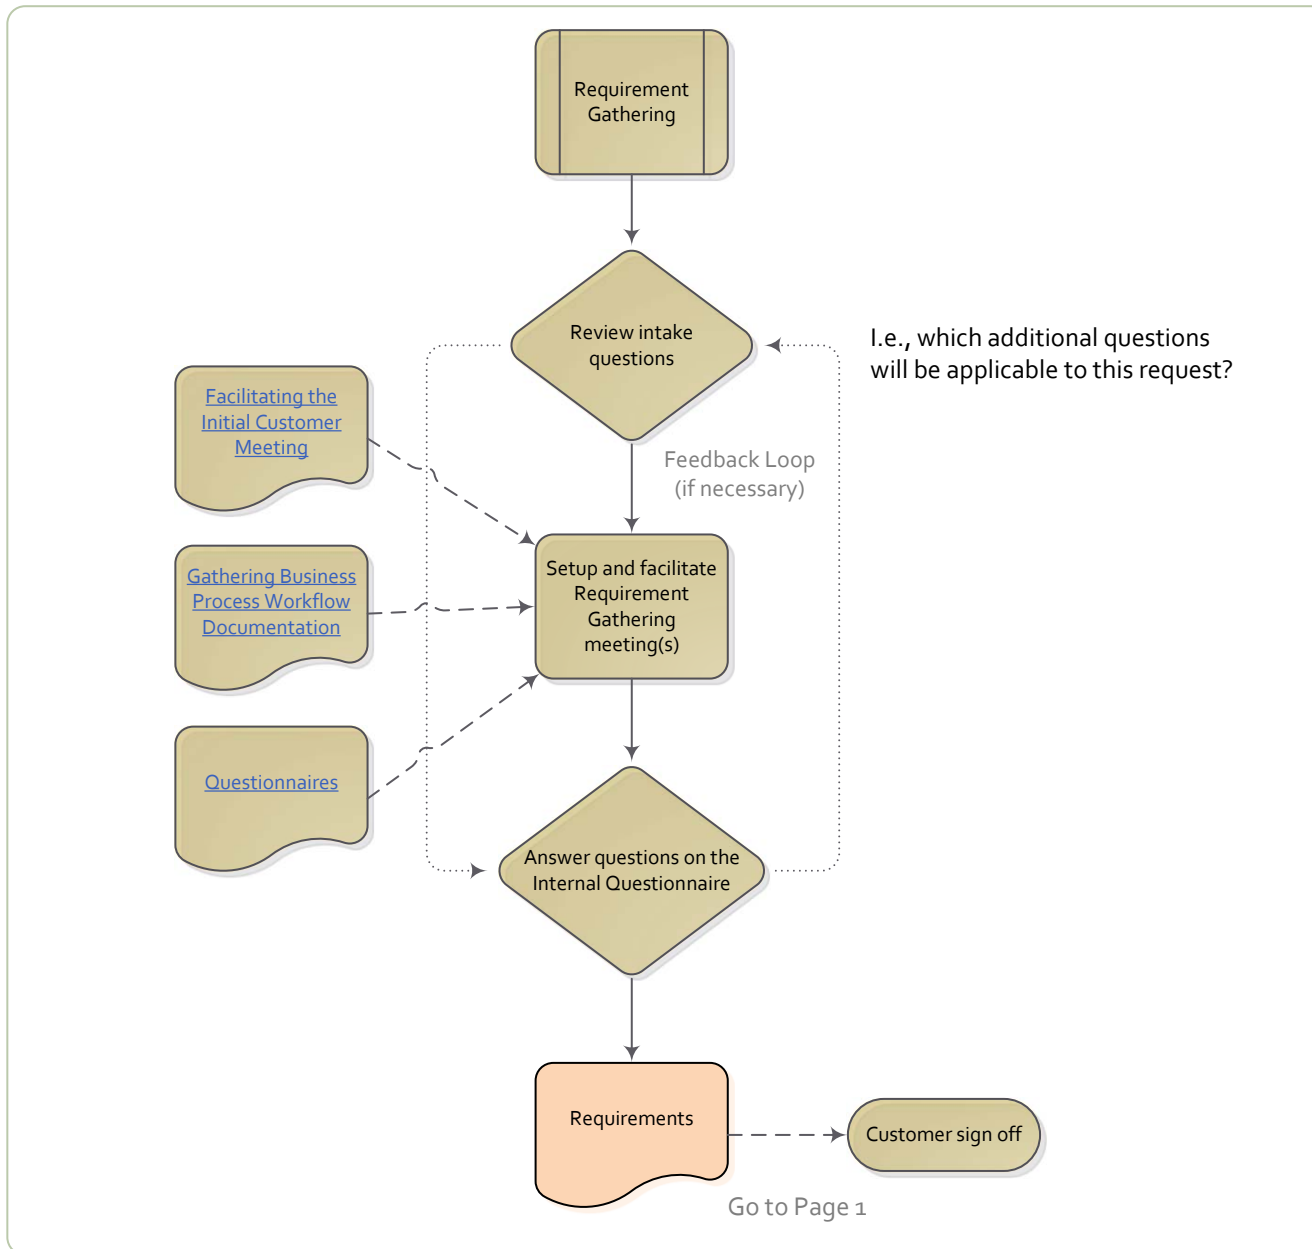 Requirement
Gathering
Review intake
questions
I.e., which additional questions
will be applicable to this request?
Facilitating the
Initial Customer
Meeting
Feedback Loop
(if necessary)
Gathering Business
Process Workflow
Documentation
Setup and facilitate
Requirement
Gathering
meeting(s)
Questionnaires
Answer questions on the
Internal Questionnaire
Requirements
Customer sign off
Go to Page 1